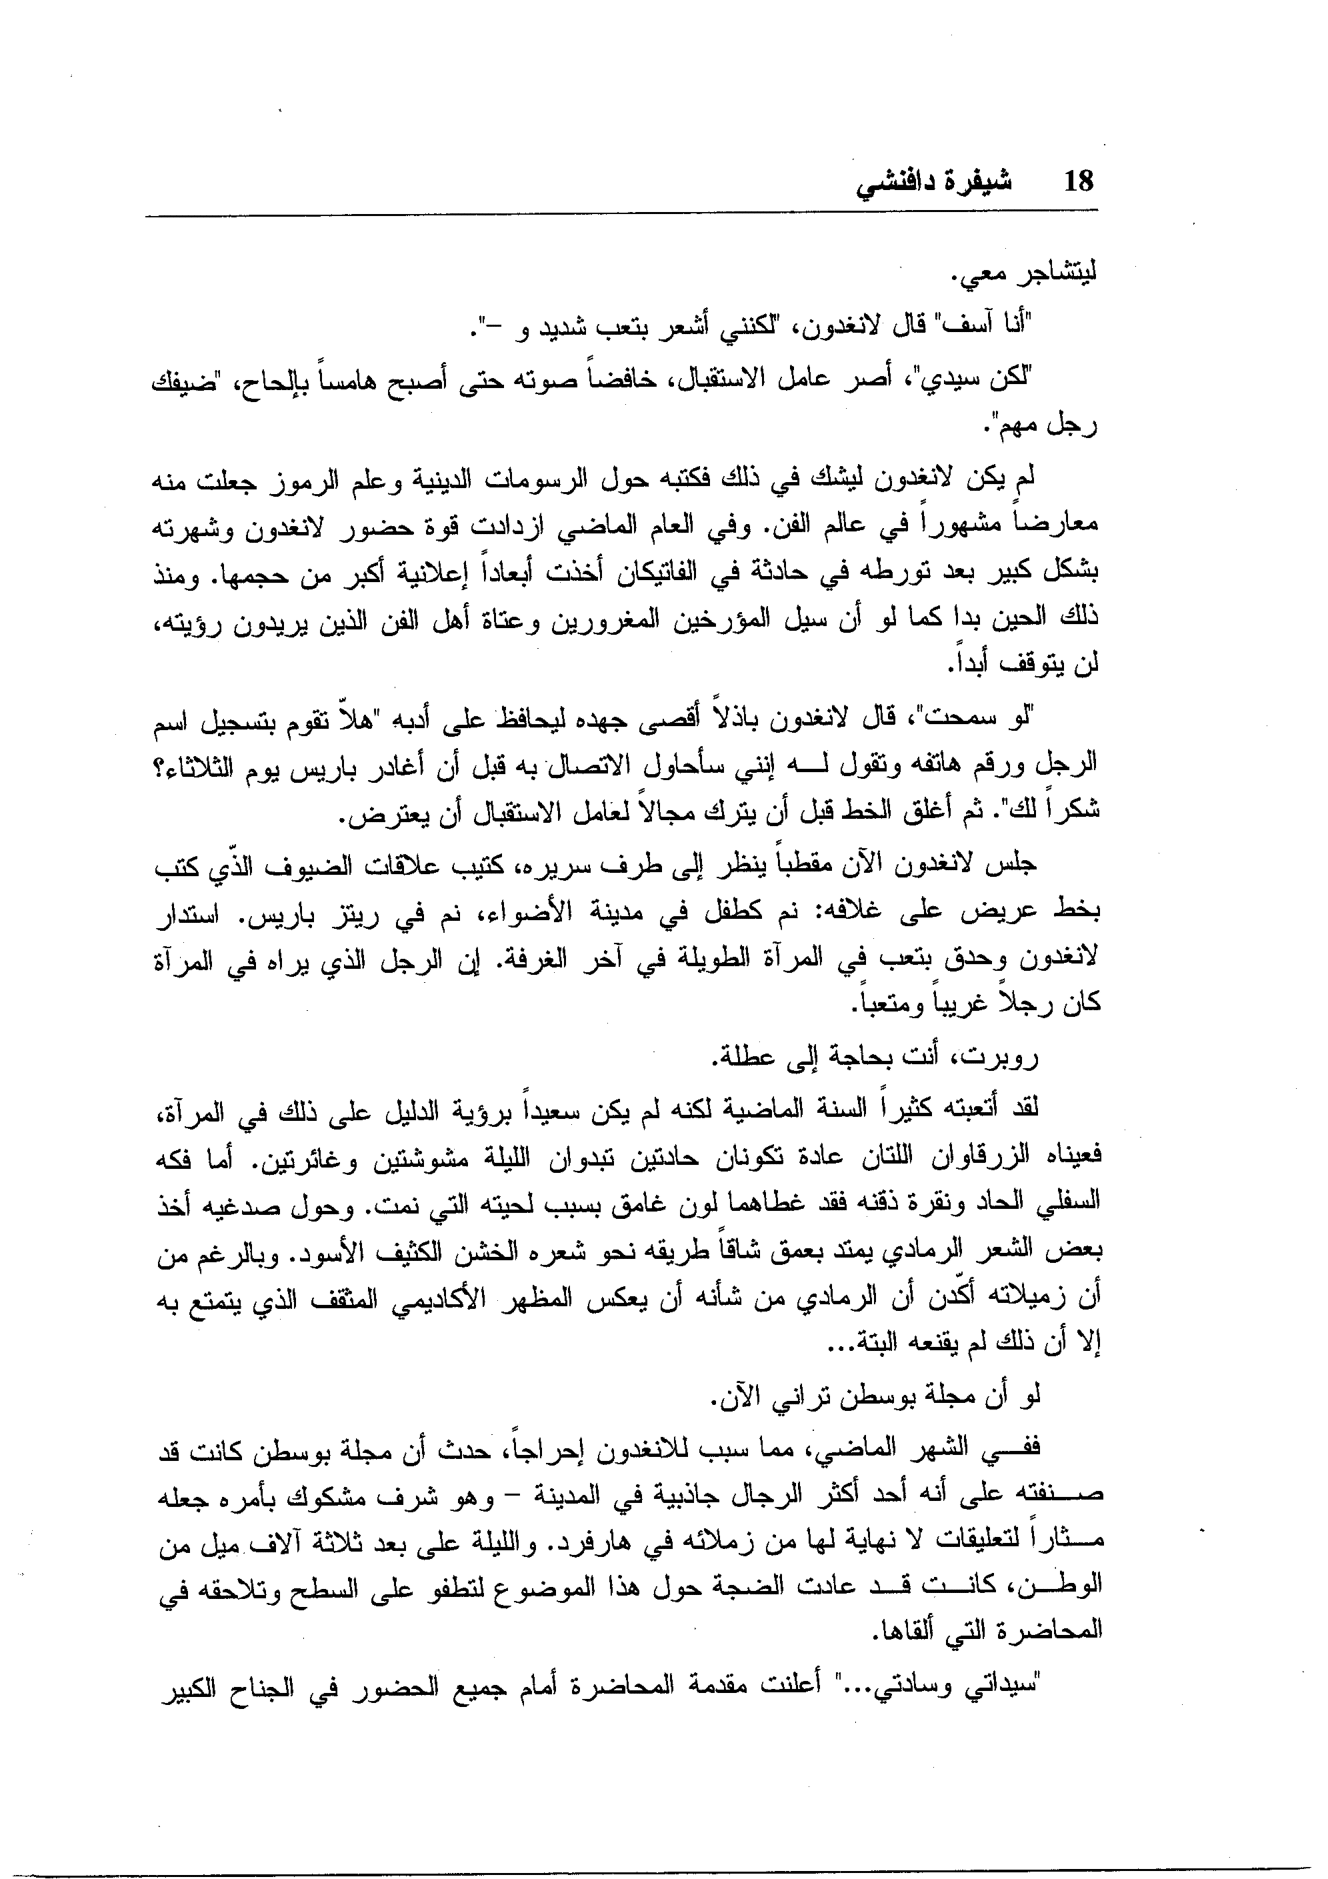 18 شيفرة دافنشي
ليتشاجر معي.
"أنا آسف" قال لانغدون، "لكنني أشعر بتعب شديد و –".
"لكن سيدي"، أصر عامل الاستقبال، خافضاً صوته حتى أصبح هامساً بإلحاح، "ضيفك
رجل مهم".
لم يكن لانغدون ليشك في ذلك فكتبه حول الرسومات الدينية وعلم الرموز جعلت منه
معارضاً مشهوراً في عالم الفن. وفي العام الماضي ازدادت قوة حضور لانغدون وشهرته
بشكل كبير بعد تورطه في حادثة في الفاتيكان أخذت أبعاداً إعلانية أكبر من حجمها. ومنذ
ذلك الحين بدا كما لو أن سيل المؤرخين المغرورين وعتاة أهل الفن الذين يريدون رؤيته،
لن يتوقف أبداً.
"لو سمحت"، قال لانغدون باذلاً أقصى جهده ليحافظ على أدبه "هلاّ تقوم بتسجيل اسم
الرجل ورقم هاتفه وتقول لـــه إنني سأحاول الاتصال به قبل أن أغادر باريس يوم الثلاثاء؟
شكراً لك". ثم أغلق الخط قبل أن يترك مجالاً لعامل الاستقبال أن يعترض.
جلس لانغدون الآن مقطباً ينظر إلى طرف سريره، كتيب علاقات الضيوف الذّي كتب
بخط عريض على غلافه: نم كطفل في مدينة الأضواء، نم في ريتز باريس. استدار
لانغدون وحدق بتعب في المرآة الطويلة في آخر الغرفة. إن الرجل الذي يراه في المرآة
كان رجلاً غريباً ومتعباً.
روبرت، أنت بحاجة إلى عطلة.
لقد أتعبته كثيراً السنة الماضية لكنه لم يكن سعيداً برؤية الدليل على ذلك في المرآة،
فعيناه الزرقاوان اللتان عادة تكونان حادتين تبدوان الليلة مشوشتين وغائرتين. أما فكه
السفلي الحاد ونقرة ذقنه فقد غطاهما لون غامق بسبب لحيته التي نمت. وحول صدغيه أخذ
بعض الشعر الرمادي يمتد بعمق شاقاً طريقه نحو شعره الخشن الكثيف الأسود. وبالرغم من
أن زميلاته أكّدن أن الرمادي من شأنه أن يعكس المظهر الأكاديمي المثقف الذي يتمتع به
إلا أن ذلك لم يقنعه البتة...
لو أن مجلة بوسطن تراني الآن.
ففـــي الشهر الماضي، مما سبب للانغدون إحراجاً، حدث أن مجلة بوسطن كانت قد
صـــنفته على أنه أحد أكثر الرجال جاذبية في المدينة – وهو شرف مشكوك بأمره جعله
مـــثاراً لتعليقات لا نهاية لها من زملائه في هارفرد. والليلة على بعد ثلاثة آلاف ميل من
الوطـــن، كانـــت قـــد عادت الضجة حول هذا الموضوع لتطفو على السطح وتلاحقه في
المحاضرة التي ألقاها.
"سيداتي وسادتي..." أعلنت مقدمة المحاضرة أمام جميع الحضور في الجناح الكبير